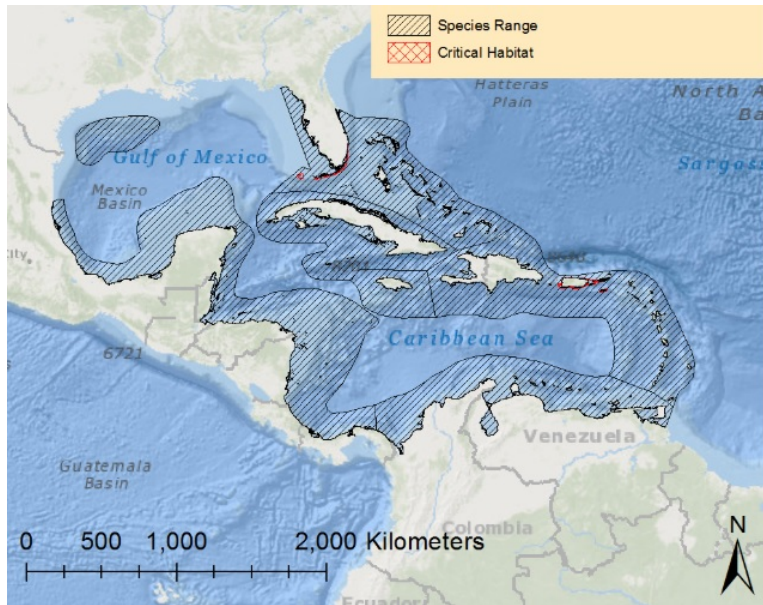 Species Range
Critical Habitat
Hatteras
Plain
North A
Ba
Gulf of Mexico
Sargass
Mexico
Basin
City
6721
Caribbean Sea
Guatemala
Basin
Venezuela
Colombia
Ecuador
N
0 500 1,000 2,000 Kilometers